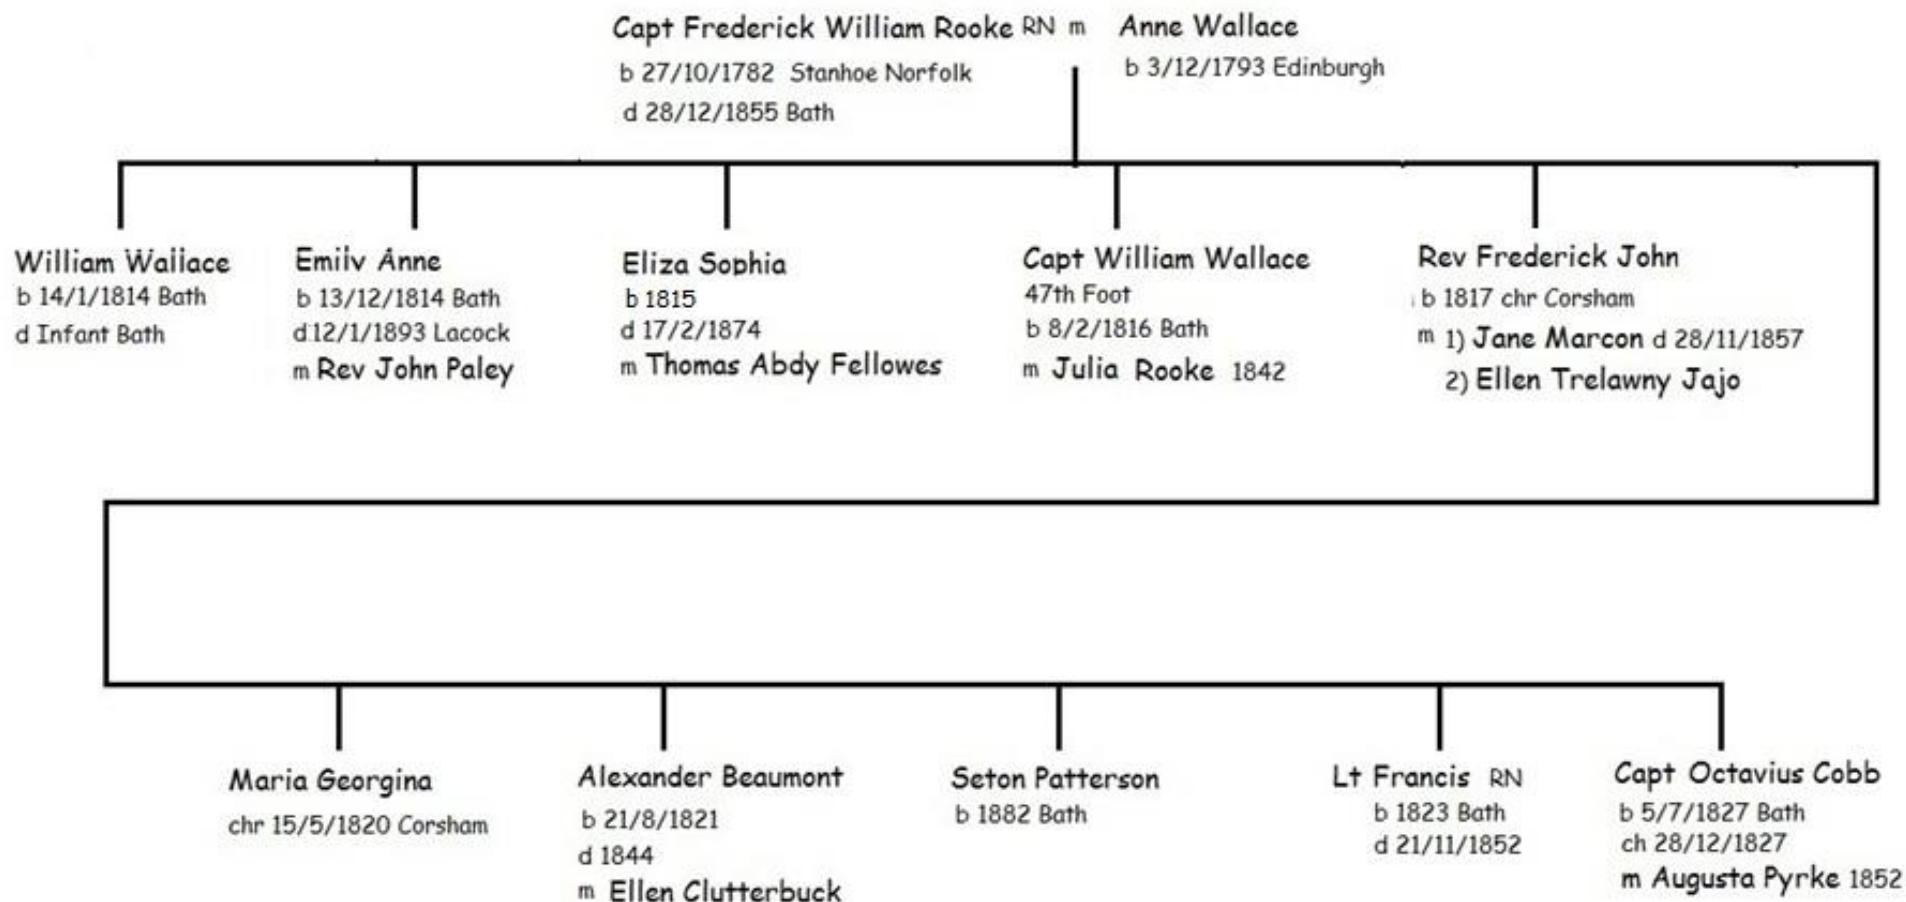 Capt Frederick William Rooke RN m Anne Wallace
b 27/10/1782 Stanhoe Norfolk
b 3/12/1793 Edinburgh
d 28/12/1855 Bath
William Wallace
b 14/1/1814 Bath
d Infant Bath
Emily Anne
b 13/12/1814 Bath
d 12/1/1893 Lacock
m Rev John Paley
Eliza Sophia
b 1815
d 17/2/1874
m Thomas Abdy Fellowes
Capt William Wallace
47th Foot
b 8/2/1816 Bath
m Julia Rooke 1842
Rev Frederick John
b 1817 chr Corsham
m 1) Jane Marcon d 28/11/1857
2) Ellen Trelawny Jajo
Maria Georgina
chr 15/5/1820 Corsham
Alexander Beaumont
b 21/8/1821
d 1844
m Ellen Clutterbuck
Seton Patterson
b 1882 Bath
Lt Francis RN
b 1823 Bath
d 21/11/1852
Capt Octavius Cobb
b 5/7/1827 Bath
ch 28/12/1827
m Augusta Pyrke 1852